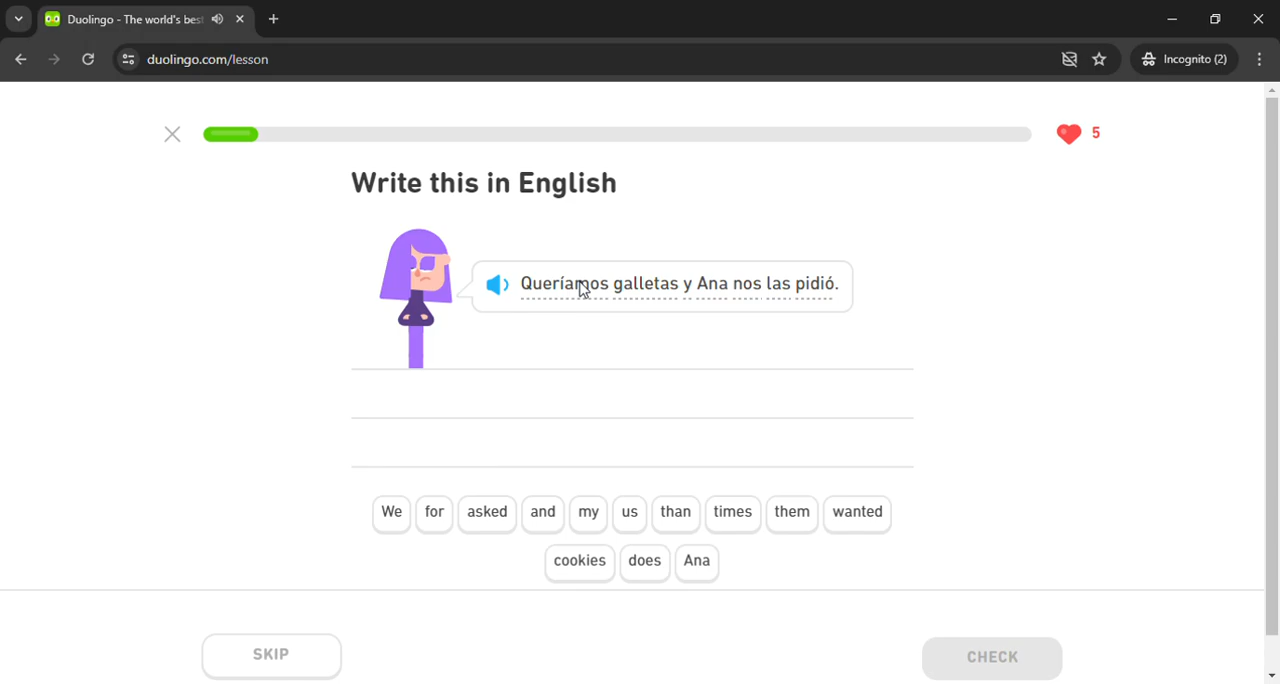 Duolingo - The world's bes
duolingo.com/lesson
Incognito (2)
5
Write this in English
Queríamos galletas y Ana nos las pidió.
We for asked and my us than times them wanted
cookies does Ana
SKIP
CHECK